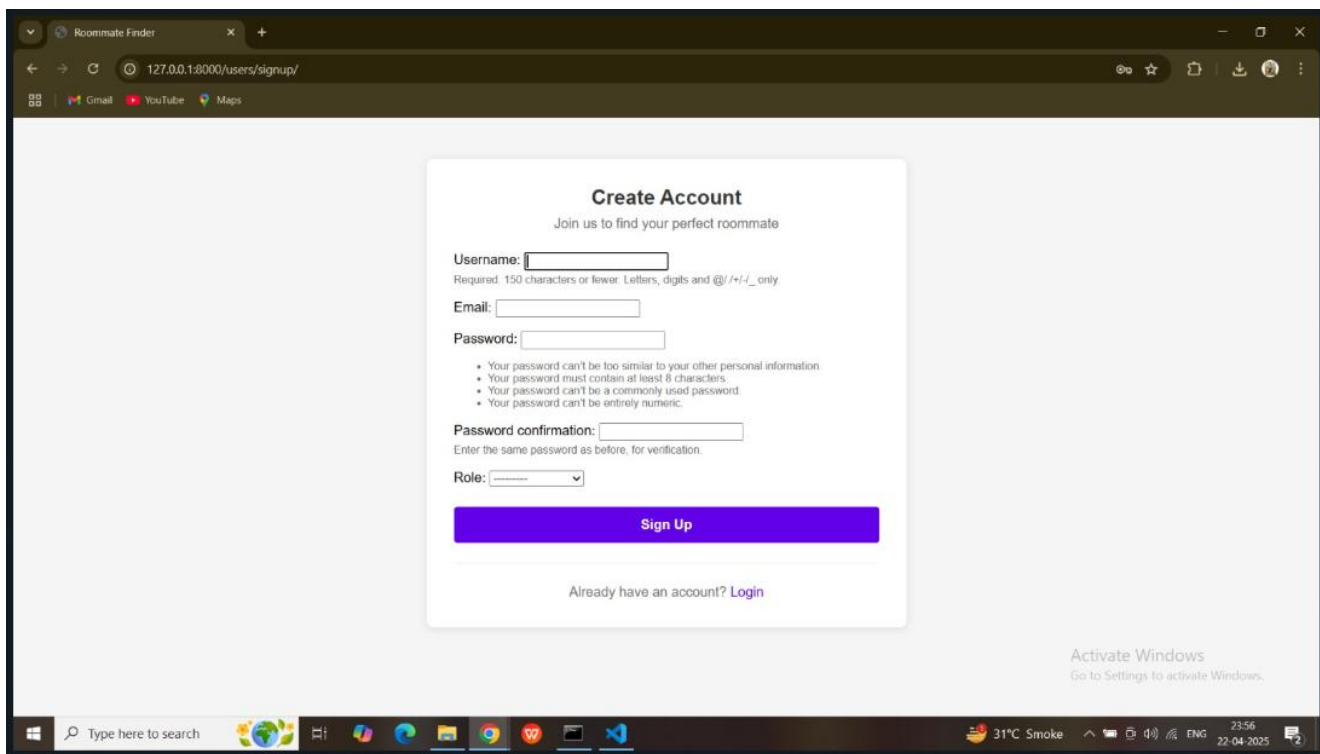 Roommate Finder
127.0.0.1:8000/users/signup/
Gmail YouTube Maps
Create Account
Join us to find your perfect roommate
Username:
Required. 150 characters or fewer. Letters, digits and @/./+/-/_ only.
Email:
Password:
Your password can't be too similar to your other personal information.
Your password must contain at least 8 characters.
Your password can't be a commonly used password.
Your password can't be entirely numeric.
Password confirmation:
Enter the same password as before, for verification.
Role: ---------
Sign Up
Already have an account? Login
Activate Windows
Go to Settings to activate Windows.
Type here to search
31°C Smoke
ENG
23:56
22-04-2025
2